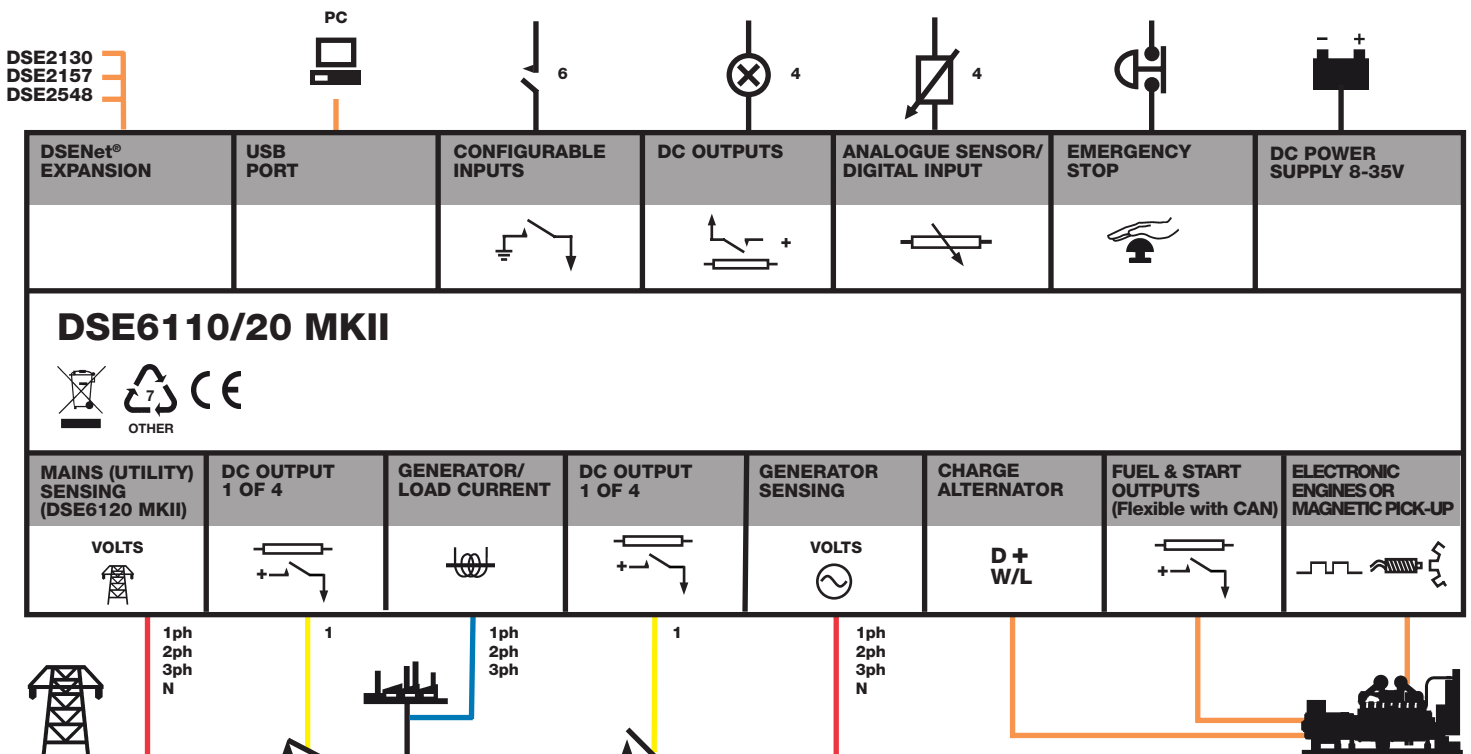 PC
DSE2130
DSE2157
DSE2548
6
4
4
– +
DSENet®
EXPANSION
USB
PORT
CONFIGURABLE
INPUTS
DC OUTPUTS
ANALOGUE SENSOR/
DIGITAL INPUT
EMERGENCY
STOP
DC POWER
SUPPLY 8-35V
+
DSE6110/20 MKII
7
OTHER
CE
MAINS (UTILITY)
SENSING
(DSE6120 MKII)
DC OUTPUT
1 OF 4
GENERATOR/
LOAD CURRENT
DC OUTPUT
1 OF 4
GENERATOR
SENSING
CHARGE
ALTERNATOR
FUEL & START
OUTPUTS
(Flexible with CAN)
ELECTRONIC
ENGINES OR
MAGNETIC PICK-UP
VOLTS
+
+
VOLTS
D+
W/L
+
1ph
2ph
3ph
N
1
1ph
2ph
3ph
1
1ph
2ph
3ph
N